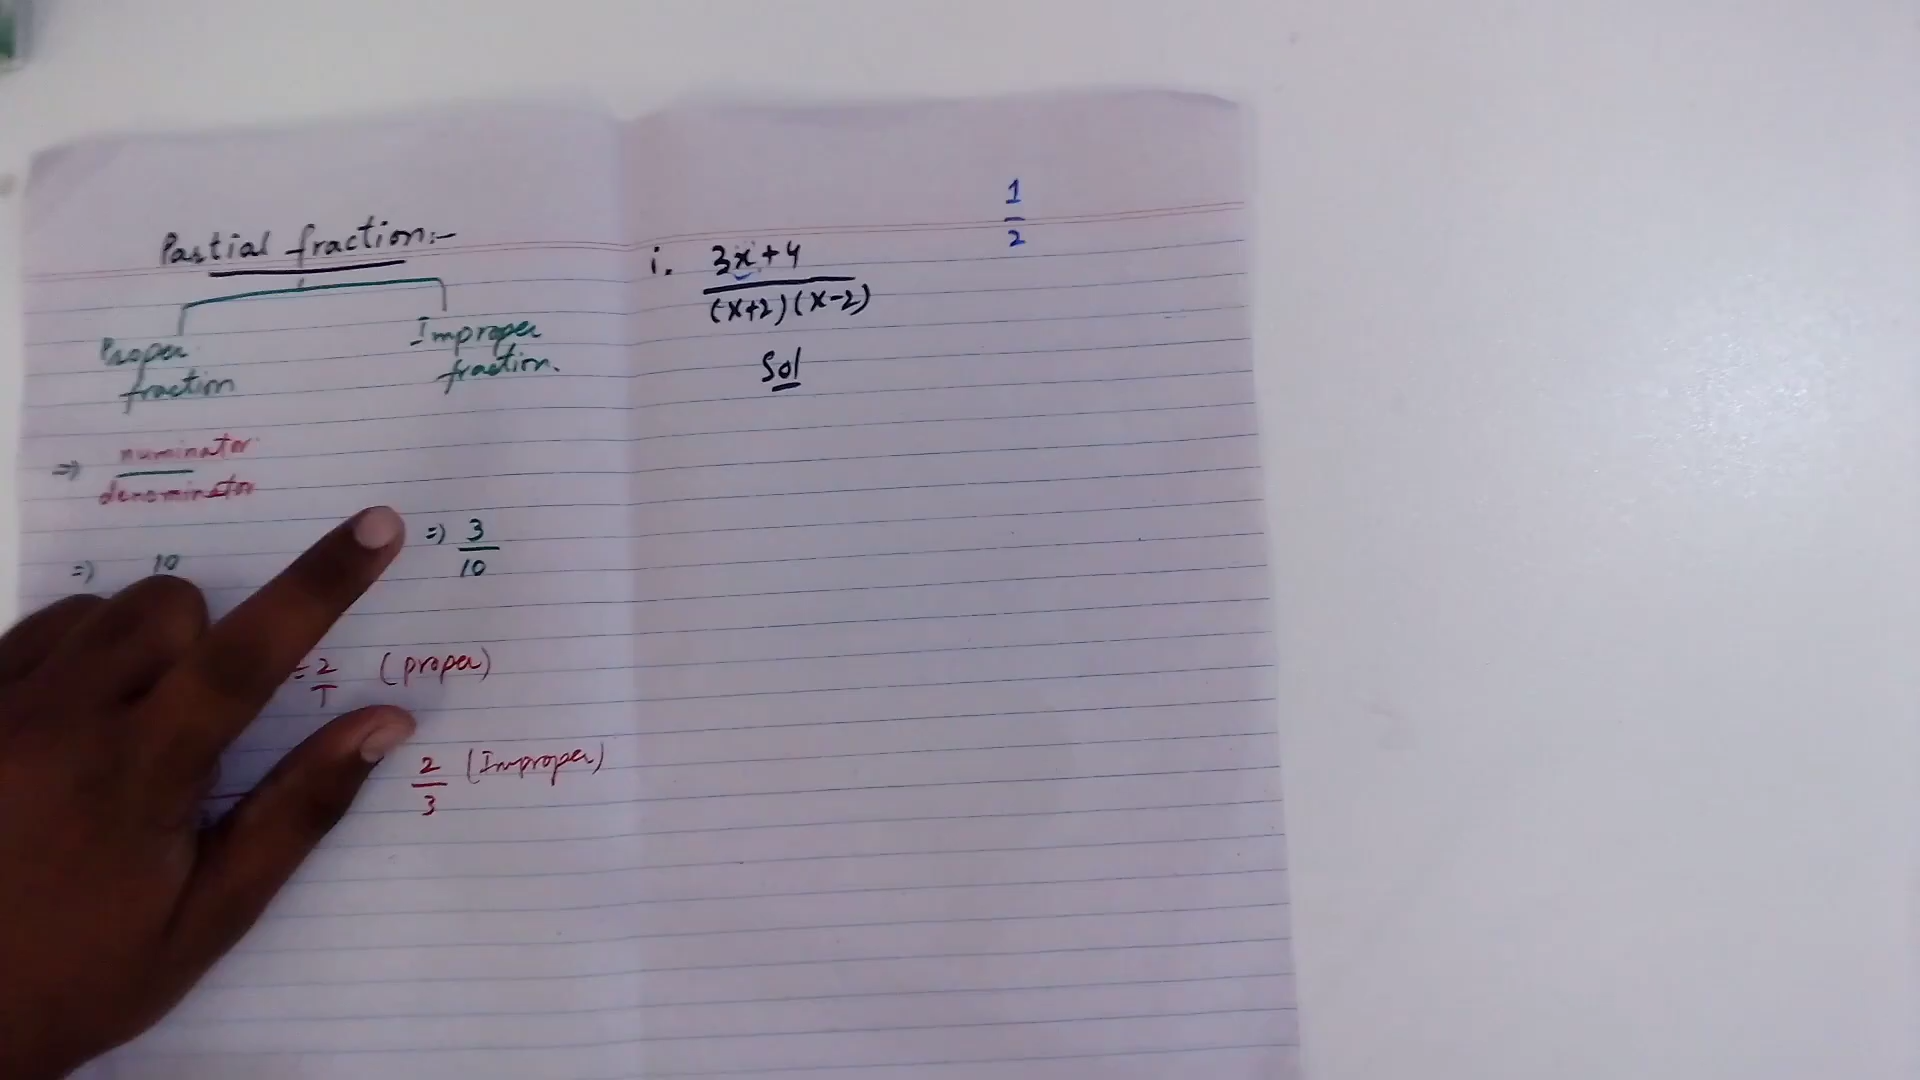 Partial fraction:-
Proper
fraction
Improper
fraction.
=> numinator
denominator
=> 10
=> 3
10
= 2 (proper)
1
2 (Improper)
3
1
2
i. 3x+4
(x+2)(x-2)
Sol